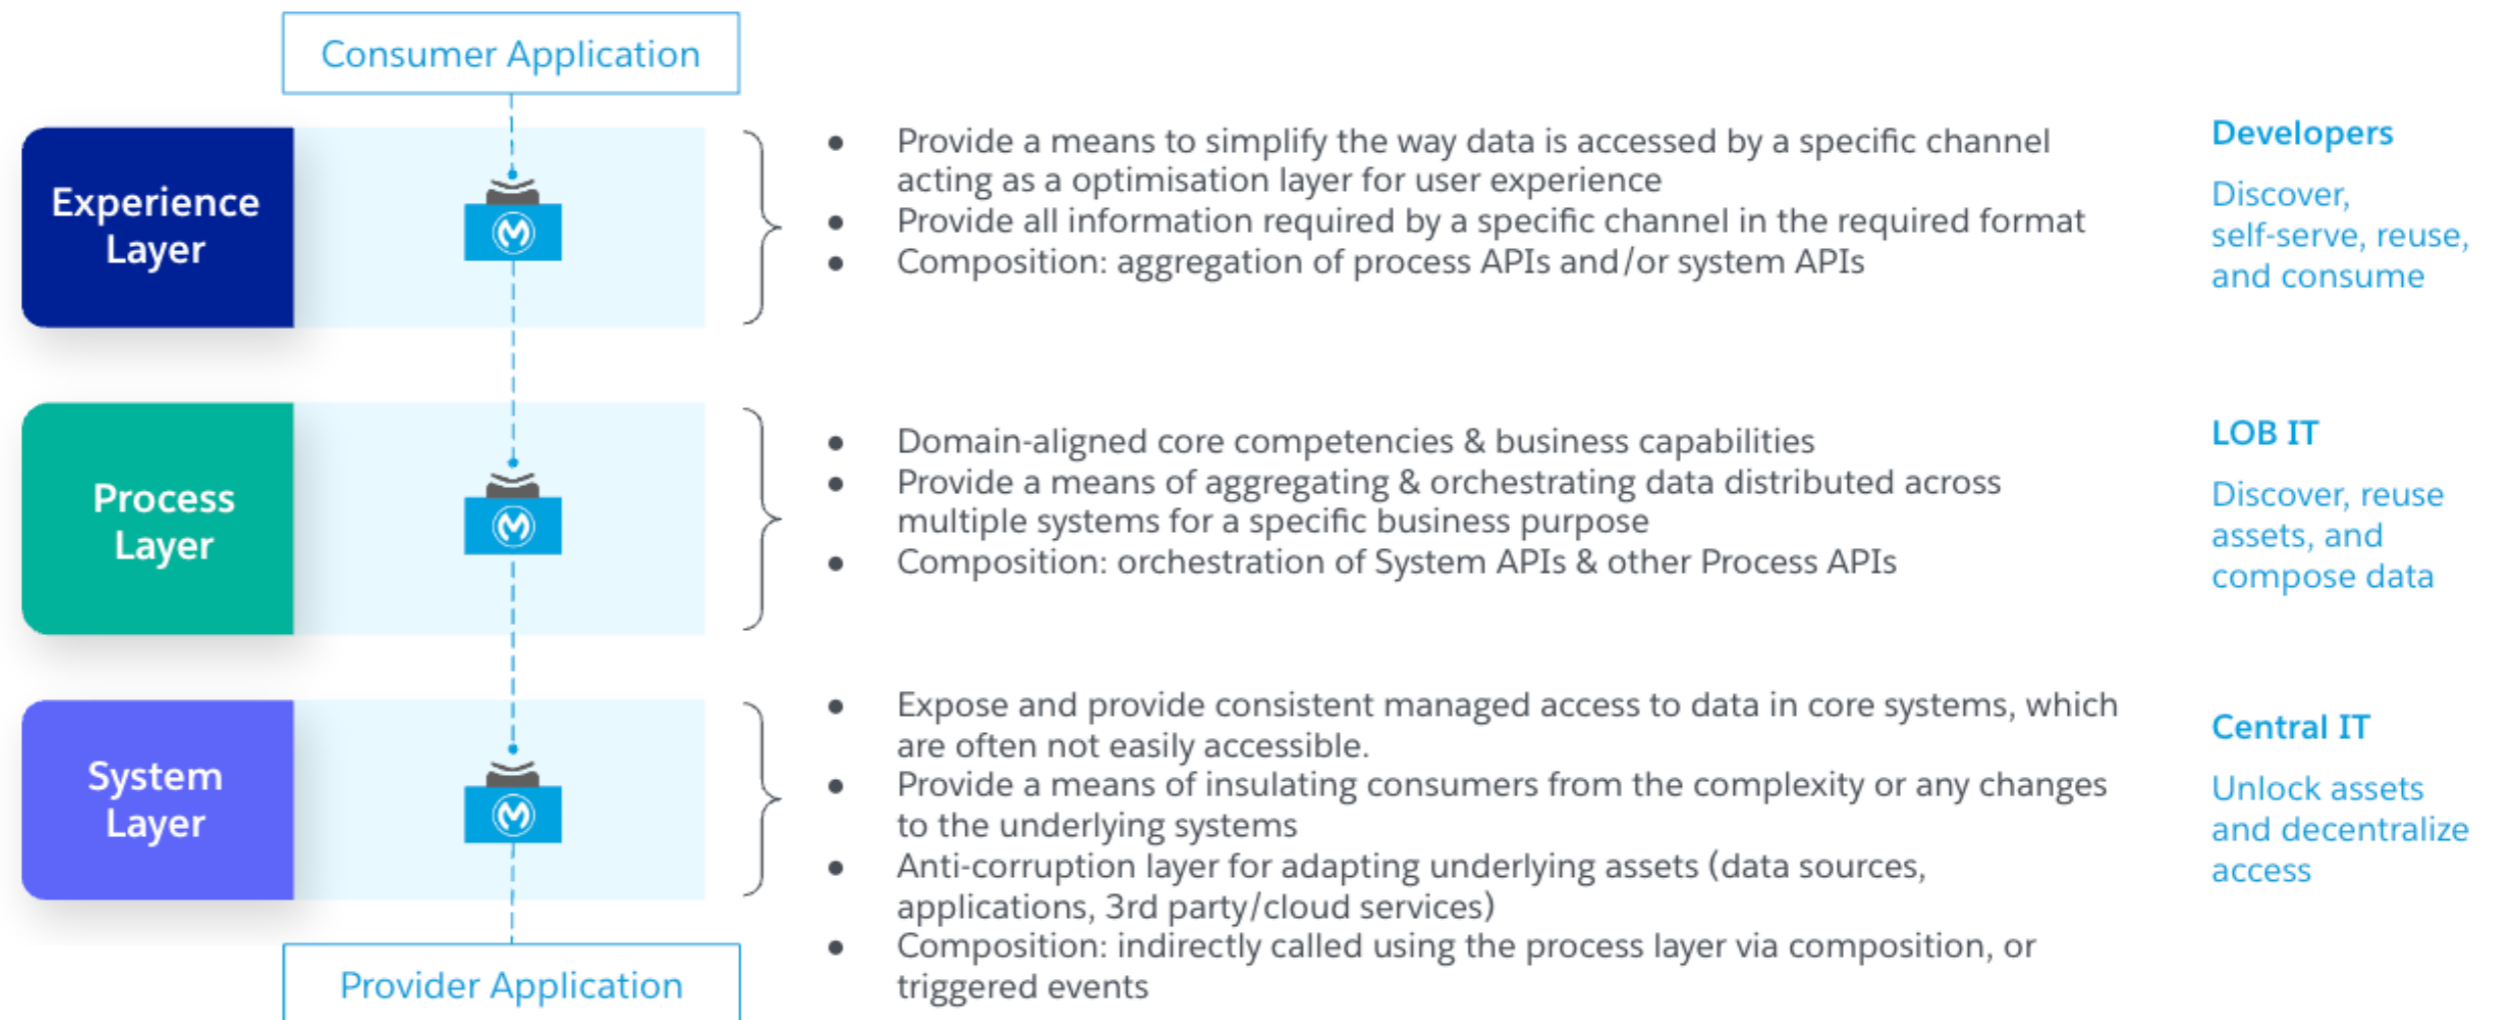 Consumer Application
Experience
Layer
● Provide a means to simplify the way data is accessed by a specific channel
acting as a optimisation layer for user experience
● Provide all information required by a specific channel in the required format
● Composition: aggregation of process APIs and/or system APIs
Developers
Discover,
self-serve, reuse,
and consume
Process
Layer
● Domain-aligned core competencies & business capabilities
● Provide a means of aggregating & orchestrating data distributed across
multiple systems for a specific business purpose
● Composition: orchestration of System APIs & other Process APIs
LOB IT
Discover, reuse
assets, and
compose data
System
Layer
● Expose and provide consistent managed access to data in core systems, which
are often not easily accessible.
● Provide a means of insulating consumers from the complexity or any changes
to the underlying systems
● Anti-corruption layer for adapting underlying assets (data sources,
applications, 3rd party/cloud services)
● Composition: indirectly called using the process layer via composition, or
triggered events
Central IT
Unlock assets
and decentralize
access
Provider Application